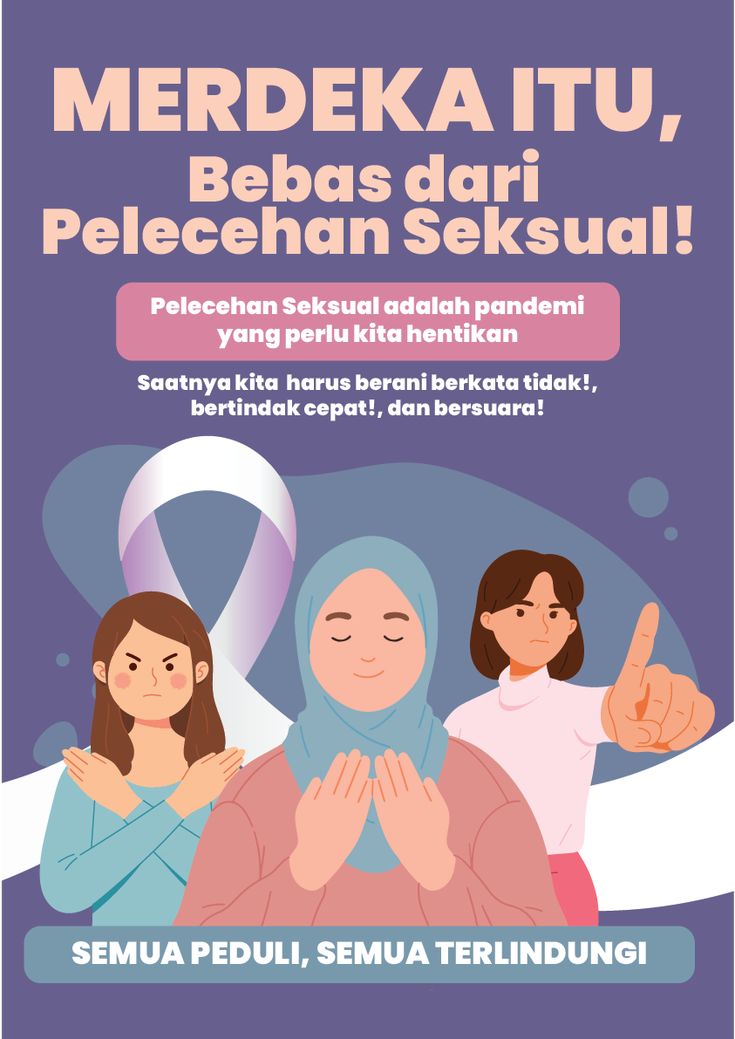 MERDEKA ITU,
Bebas dari
Pelecehan Seksual!
Pelecehan Seksual adalah pandemi
yang perlu kita hentikan
Saatnya kita harus berani berkata tidak!,
bertindak cepat!, dan bersuara!
SEMUA PEDULI, SEMUA TERLINDUNGI